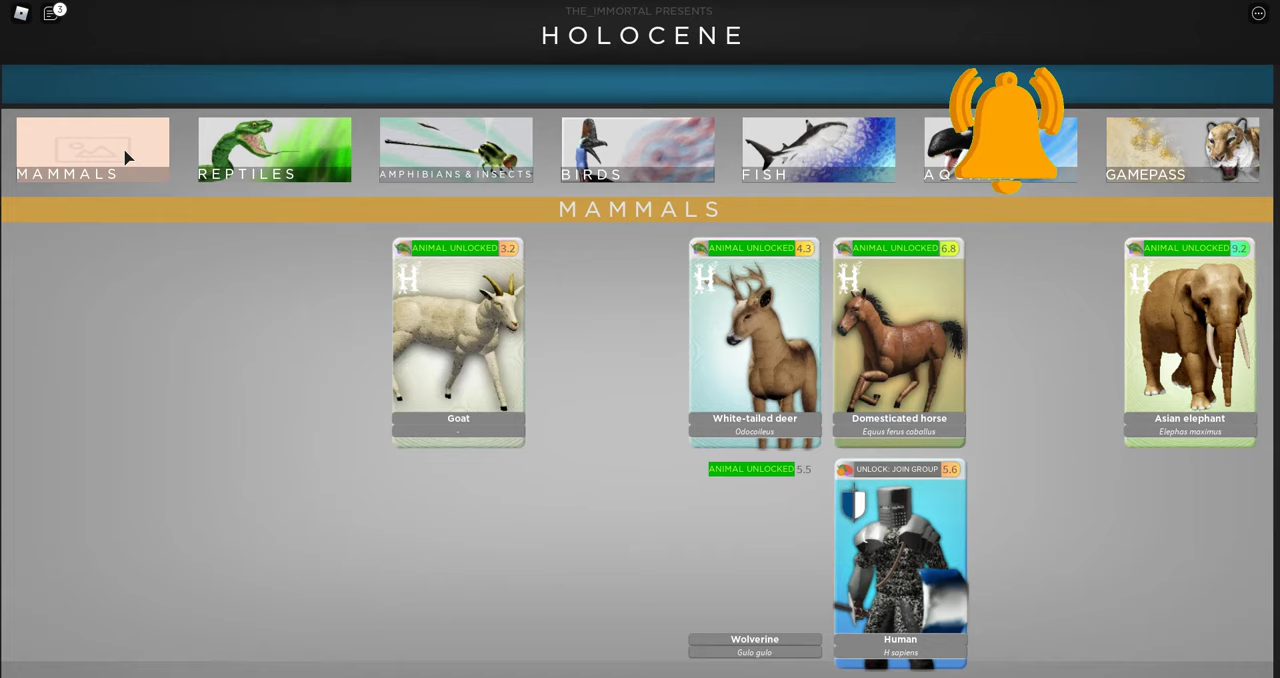 3
THE_IMMORTAL PRESENTS
HOLOCENE
MAMMALS
REPTILES
AMPHIBIANS & INSECTS
BIRDS
FISH
GAMEPASS
MAMMALS
ANIMAL UNLOCKED 3.2
H
Goat
-
ANIMAL UNLOCKED 4.3
H
White-tailed deer
Odocoileus
ANIMAL UNLOCKED 6.8
H
Domesticated horse
Equus ferus caballus
ANIMAL UNLOCKED 9.2
H
Asian elephant
Elephas maximus
ANIMAL UNLOCKED 5.5
Wolverine
Gulo gulo
UNLOCK: JOIN GROUP 5.6
Human
H sapiens